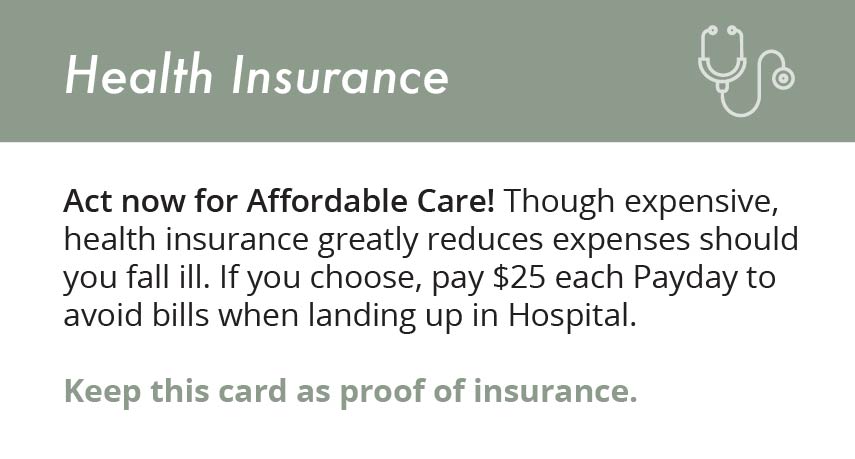 Health Insurance
Act now for Affordable Care! Though expensive,
health insurance greatly reduces expenses should
you fall ill. If you choose, pay $25 each Payday to
avoid bills when landing up in Hospital.
Keep this card as proof of insurance.